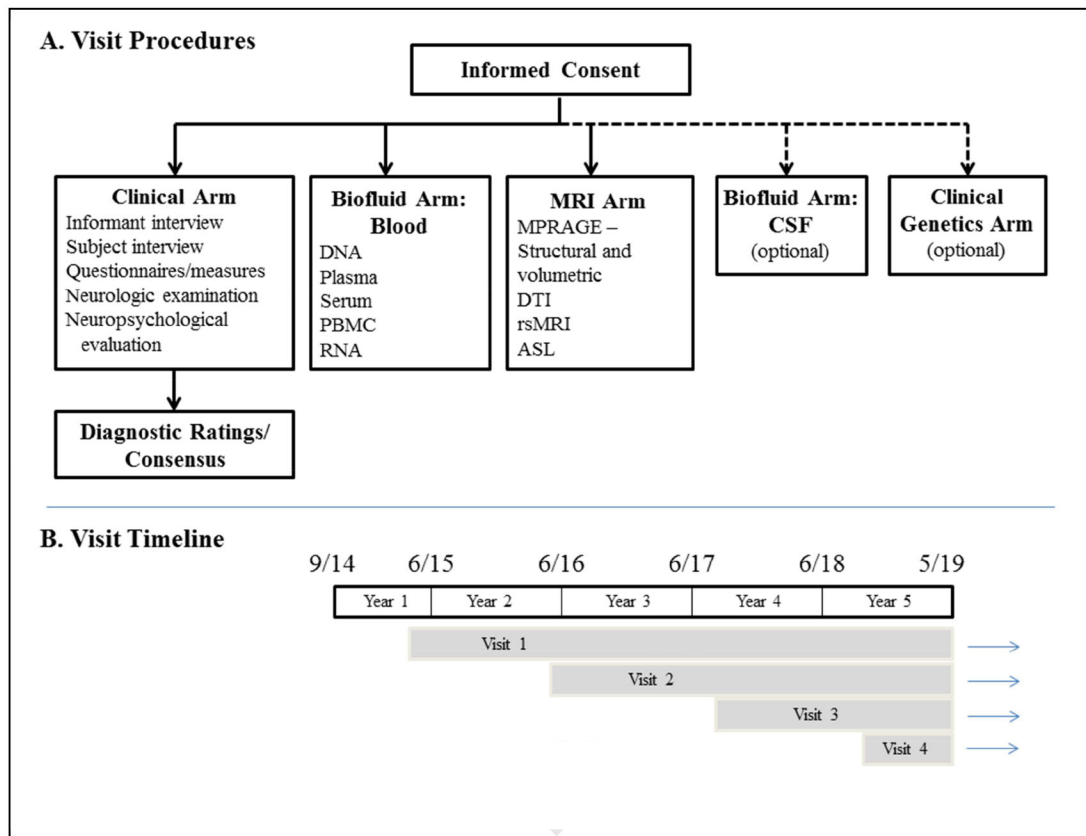 A. Visit Procedures
Informed Consent
Clinical Arm
Informant interview
Subject interview
Questionnaires/measures
Neurologic examination
Neuropsychological
evaluation
Biofluid Arm:
Blood
DNA
Plasma
Serum
PBMC
RNA
MRI Arm
MPRAGE –
Structural and
volumetric
DTI
rsMRI
ASL
Biofluid Arm:
CSF
(optional)
Clinical
Genetics Arm
(optional)
Diagnostic Ratings/
Consensus
B. Visit Timeline
9/14 6/15 6/16 6/17 6/18 5/19
Year 1 Year 2 Year 3 Year 4 Year 5
Visit 1
Visit 2
Visit 3
Visit 4